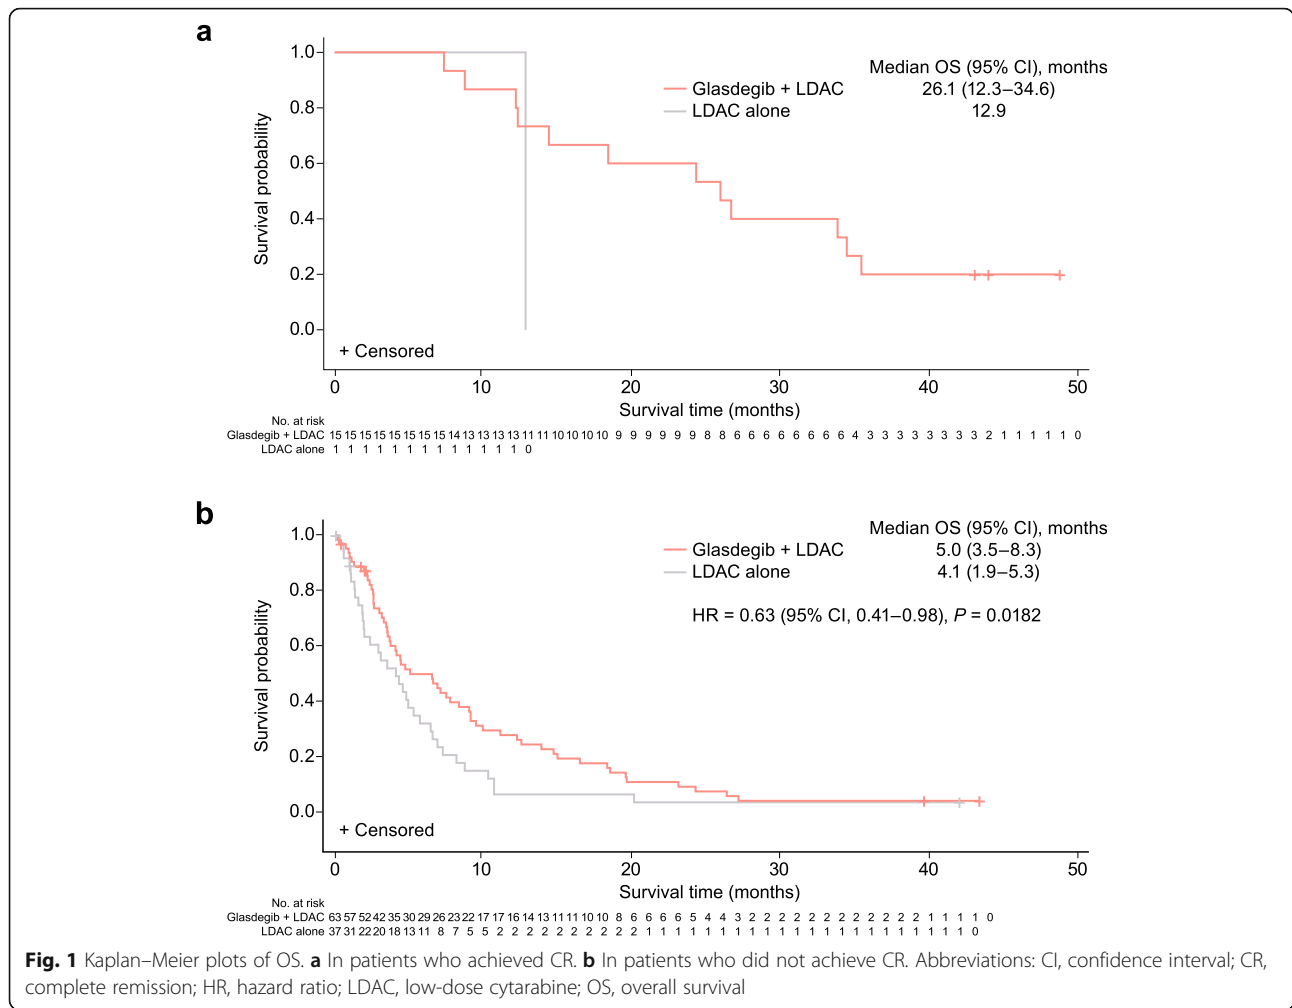 a
1.0
0.8
0.6
0.4
0.2
0.0
Survival probability
Median OS (95% CI), months
Glasdegib + LDAC 26.1 (12.3–34.6)
LDAC alone 12.9
+ Censored
0 10 20 30 40 50
Survival time (months)
No. at risk
Glasdegib + LDAC 15 15 15 15 15 15 15 15 14 13 13 13 13 11 11 10 10 10 10 9 9 9 9 9 9 8 8 6 6 6 6 6 6 6 6 4 3 3 3 3 3 3 3 3 2 1 1 1 1 1 0
LDAC alone 1 1 1 1 1 1 1 1 1 1 1 1 1 0
b
1.0
0.8
0.6
0.4
0.2
0.0
Survival probability
Median OS (95% CI), months
Glasdegib + LDAC 5.0 (3.5–8.3)
LDAC alone 4.1 (1.9–5.3)
HR = 0.63 (95% CI, 0.41–0.98), P = 0.0182
+ Censored
0 10 20 30 40 50
Survival time (months)
No. at risk
Glasdegib + LDAC 63 57 52 42 35 30 29 26 23 22 17 17 16 14 13 11 11 10 10 8 6 6 6 6 5 4 4 3 2 2 2 2 2 2 2 2 2 2 2 2 1 1 1 1 0
LDAC alone 37 31 22 20 18 13 11 8 7 5 5 2 2 2 2 2 2 2 2 2 2 1 1 1 1 1 1 1 1 1 1 1 1 1 1 1 1 1 1 1 1 1 1 0
Fig. 1 Kaplan–Meier plots of OS. a In patients who achieved CR. b In patients who did not achieve CR. Abbreviations: CI, confidence interval; CR,
complete remission; HR, hazard ratio; LDAC, low-dose cytarabine; OS, overall survival